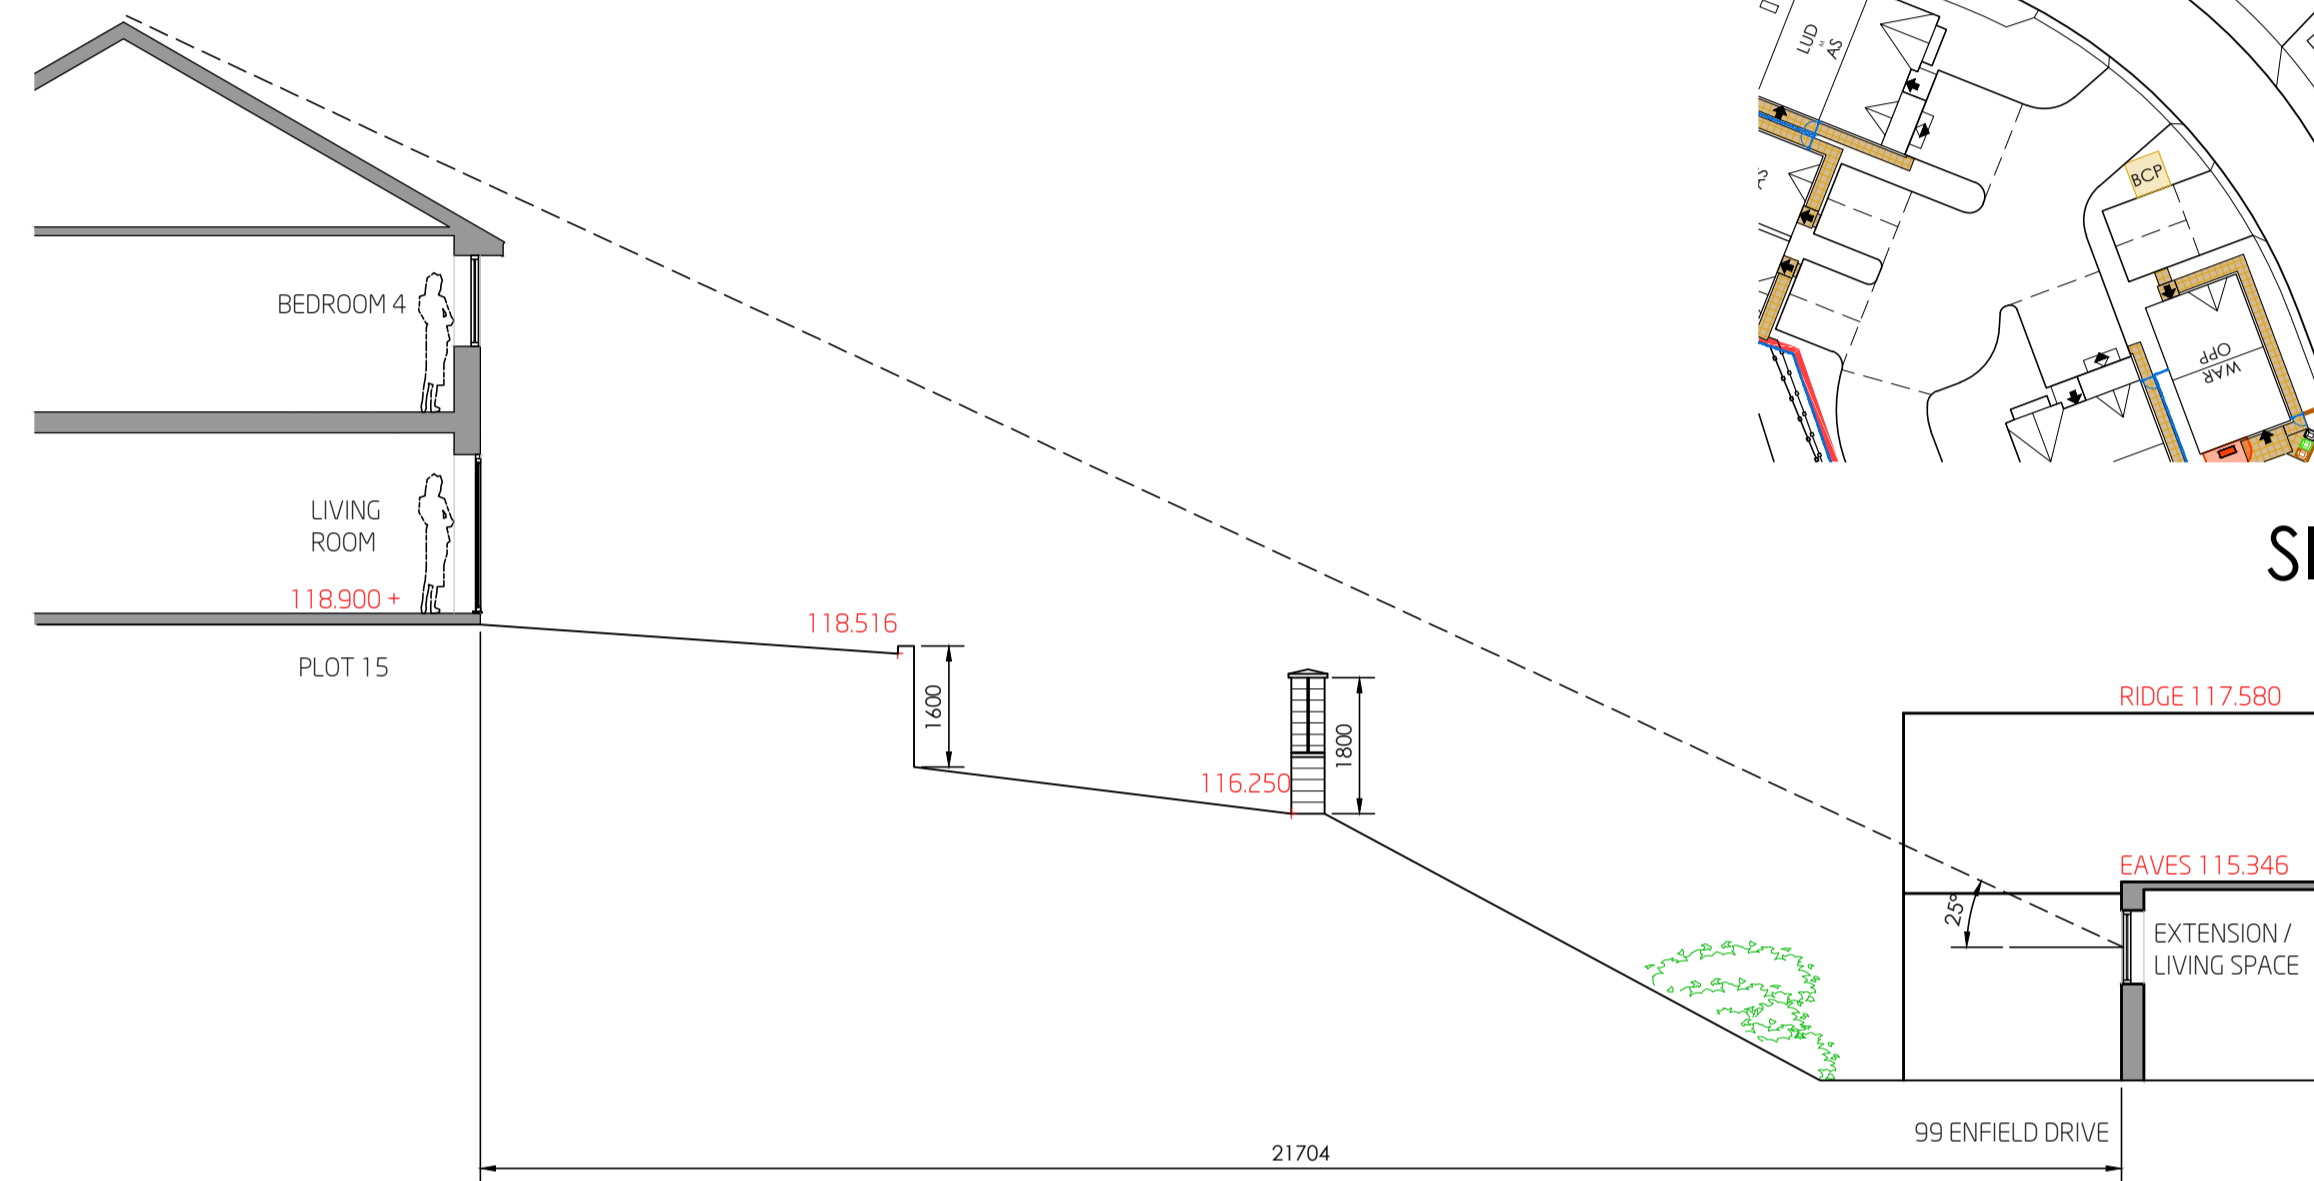 LUD
AS
BCP
WAR
OPP
BEDROOM 4
LIVING
ROOM
118.900 +
PLOT 15
118.516
1600
116.250
1800
RIDGE 117.580
EAVES 115.346
25°
EXTENSION /
LIVING SPACE
99 ENFIELD DRIVE
21704